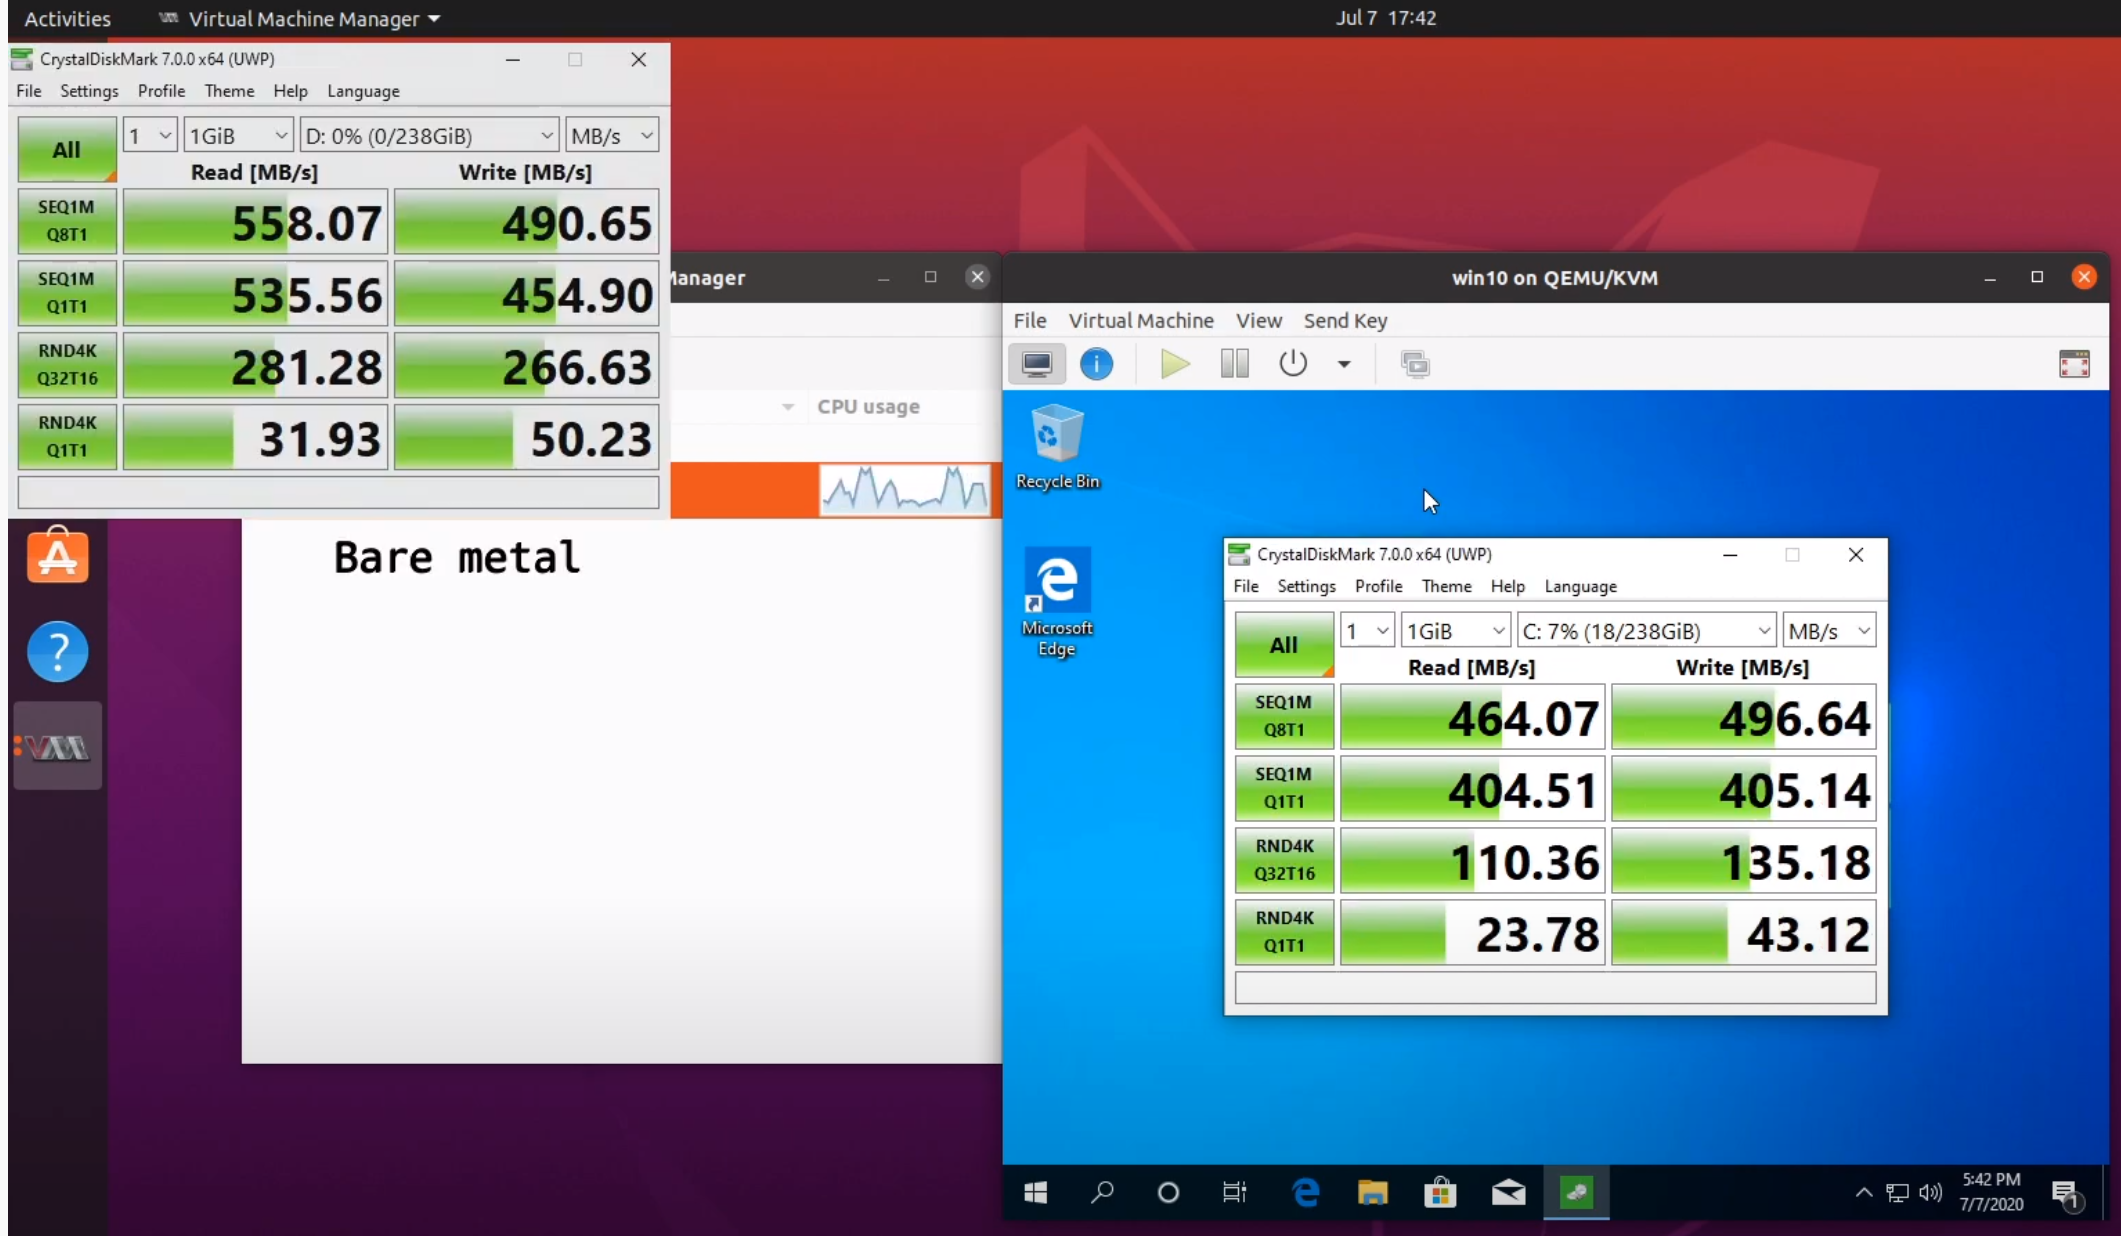 Activities
Virtual Machine Manager
Jul 7 17:42
CrystalDiskMark 7.0.0 x64 (UWP)
File Settings Profile Theme Help Language
All
1 1GiB D: 0% (0/238GiB) MB/s
Read [MB/s] Write [MB/s]
SEQ1M
Q8T1
558.07 490.65
SEQ1M
Q1T1
535.56 454.90
RND4K
Q32T16
281.28 266.63
RND4K
Q1T1
31.93 50.23
Bare metal
Manager
CPU usage
win10 on QEMU/KVM
File Virtual Machine View Send Key
Recycle Bin
Microsoft
Edge
CrystalDiskMark 7.0.0 x64 (UWP)
File Settings Profile Theme Help Language
All
1 1GiB C: 7% (18/238GiB) MB/s
Read [MB/s] Write [MB/s]
SEQ1M
Q8T1
464.07 496.64
SEQ1M
Q1T1
404.51 405.14
RND4K
Q32T16
110.36 135.18
RND4K
Q1T1
23.78 43.12
5:42 PM
7/7/2020
1